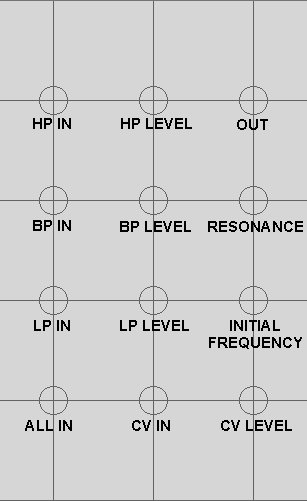 HP IN
HP LEVEL
OUT
BP IN
BP LEVEL
RESONANCE
LP IN
LP LEVEL
INITIAL
FREQUENCY
ALL IN
CV IN
CV LEVEL